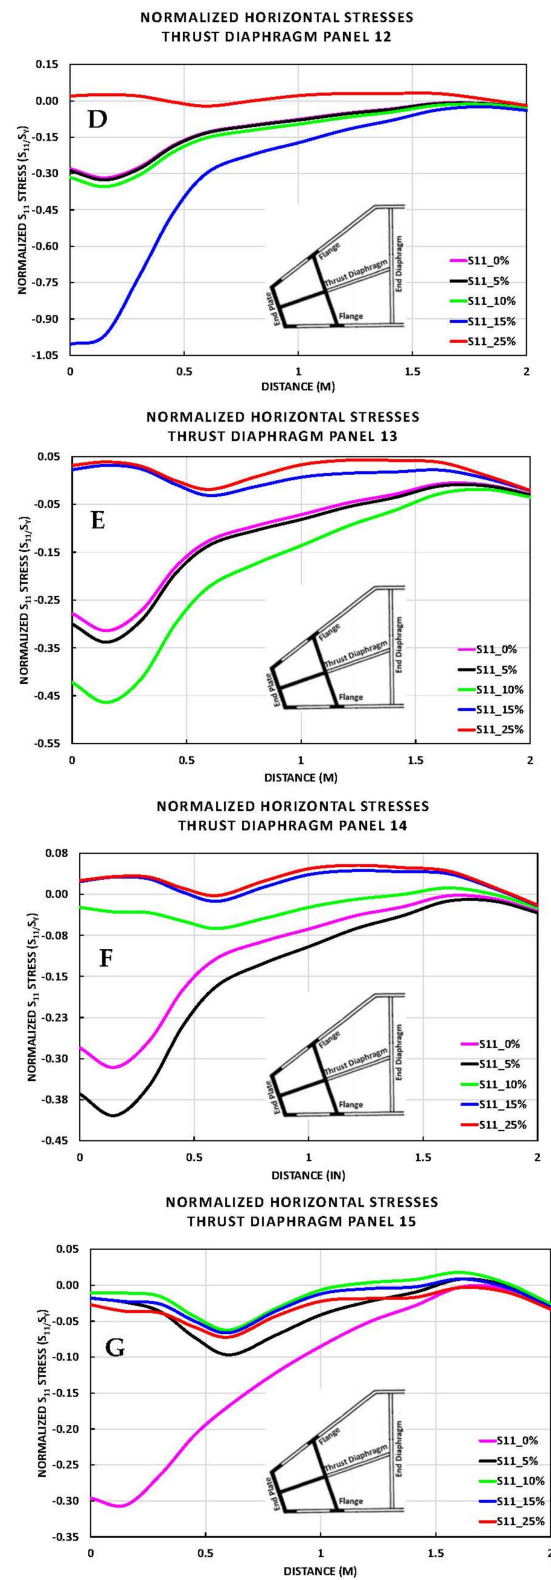 NORMALIZED HORIZONTAL STRESSES
THRUST DIAPHRAGM PANEL 12
NORMALIZED S11 STRESS (S11/SY)
0.15
0.00
-0.15
-0.30
-0.45
-0.60
-0.75
-0.90
-1.05
D
Flange
Thrust Diaphragm
End Diaphragm
End Plate
Flange
S11_0%
S11_5%
S11_10%
S11_15%
S11_25%
0 0.5 1 1.5 2
DISTANCE (M)
NORMALIZED HORIZONTAL STRESSES
THRUST DIAPHRAGM PANEL 13
NORMALIZED S11 STRESS (S11/SY)
0.05
-0.05
-0.15
-0.25
-0.35
-0.45
-0.55
E
Flange
Thrust Diaphragm
End Diaphragm
End Plate
Flange
S11_0%
S11_5%
S11_10%
S11_15%
S11_25%
0 0.5 1 1.5 2
DISTANCE (M)
NORMALIZED HORIZONTAL STRESSES
THRUST DIAPHRAGM PANEL 14
NORMALIZED S11 STRESS (S11/SY)
0.08
0.00
-0.08
-0.15
-0.23
-0.30
-0.38
-0.45
F
Flange
Thrust Diaphragm
End Diaphragm
End Plate
Flange
S11_0%
S11_5%
S11_10%
S11_15%
S11_25%
0 0.5 1 1.5 2
DISTANCE (IN)
NORMALIZED HORIZONTAL STRESSES
THRUST DIAPHRAGM PANEL 15
NORMALIZED S11 STRESS (S11/SY)
0.05
0.00
-0.05
-0.10
-0.15
-0.20
-0.25
-0.30
-0.35
G
Flange
Thrust Diaphragm
End Diaphragm
End Plate
Flange
S11_0%
S11_5%
S11_10%
S11_15%
S11_25%
0 0.5 1 1.5 2
DISTANCE (M)